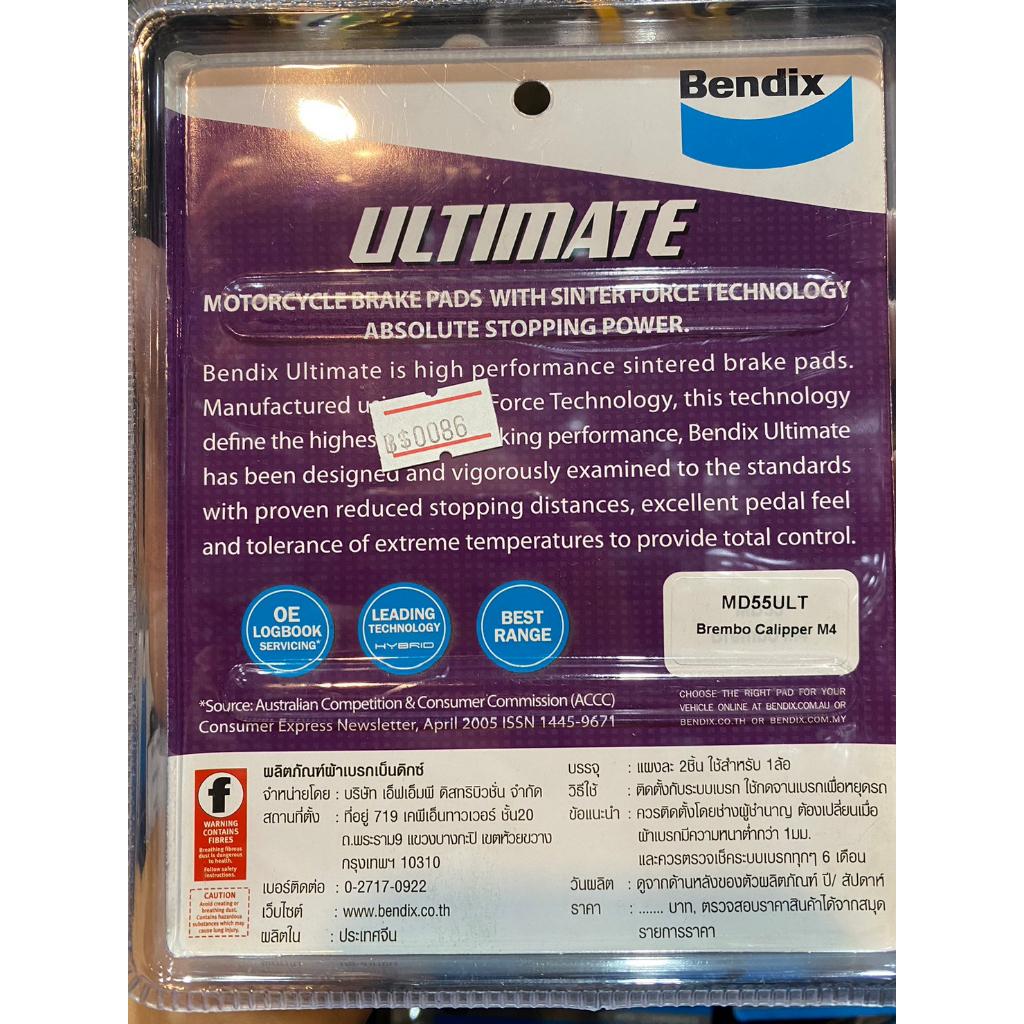 Bendix
ULTIMATE
MOTORCYCLE BRAKE PADS WITH SINTER FORCE TECHNOLOGY
ABSOLUTE STOPPING POWER.
Bendix Ultimate is high performance sintered brake pads.
Manufactured Force Technology, this technology
define the king performance, Bendix Ultimate
has been designed and vigorously examined to the standards
with proven reduced stopping distances, excellent pedal feel
and tolerance of extreme temperatures to provide total control.
B$0086
OE
LOGBOOK
SERVICING*
LEADING
TECHNOLOGY
HYBRID
BEST
RANGE
MD55ULT
Brembo Calipper M4
*Source: Australian Competition & Consumer Commission (ACCC)
Consumer Express Newsletter, April 2005 ISSN 1445-9671
CHOOSE THE RIGHT PAD FOR YOUR
VEHICLE ONLINE AT BENDIX.COM.AU OR
BENDIX.CO.TH OR BENDIX.COM.MY
f
WARNING
CONTAINS
FIBRES
Breathing fibrous
dust is dangerous
to health.
Follow safety
instructions.
CAUTION
Avoid creating or
breathing dust.
Contains hazardous
substances which may
cause lung injury.
ผลิตภัณฑ์ผ้าเบรกเบ็นดิกซ์
จำหน่ายโดย : บริษัท เอ็ฟเอ็มพี ดิสทริบิวชั่น จำกัด
สถานที่ตั้ง : ที่อยู่ 719 เคพีเอ็นทาวเวอร์ ชั้น20
ถ.พระราม9 แขวงบางกะปิ เขตห้วยขวาง
กรุงเทพฯ 10310
เบอร์ติดต่อ : 0-2717-0922
เว็บไซต์ : www.bendix.co.th
ผลิตใน : ประเทศจีน
บรรจุ : แผงละ 2ชิ้น ใช้สำหรับ 1ล้อ
วิธีใช้ : ติดตั้งกับระบบเบรก ใช้กดจานเบรกเพื่อหยุดรถ
ข้อแนะนำ : ควรติดตั้งโดยช่างผู้ชำนาญ ต้องเปลี่ยนเมื่อ
ผ้าเบรกมีความหนาต่ำกว่า 1มม.
และควรตรวจเช็คระบบเบรกทุกๆ 6 เดือน
วันผลิต : ดูจากด้านหลังของตัวผลิตภัณฑ์ ปี/ สัปดาห์
ราคา : ....... บาท, ตรวจสอบราคาสินค้าได้จากสมุด
รายการราคา